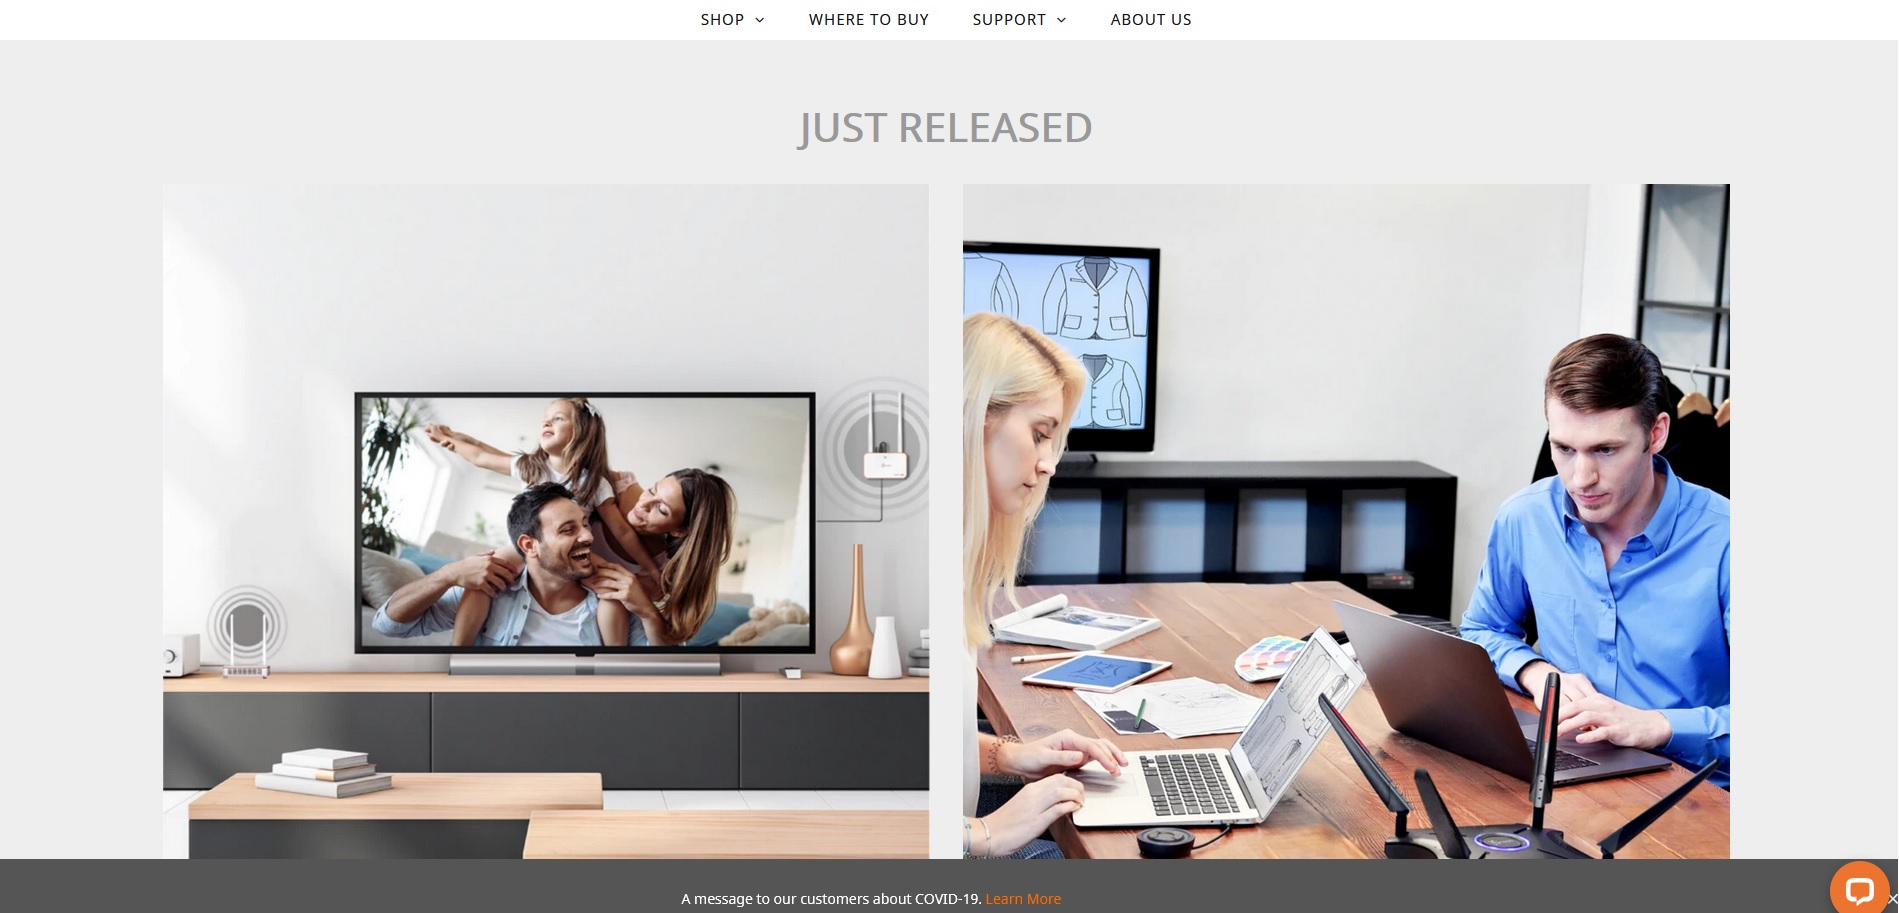 SHOP
WHERE TO BUY
SUPPORT
ABOUT US
JUST RELEASED
A message to our customers about COVID-19. Learn More